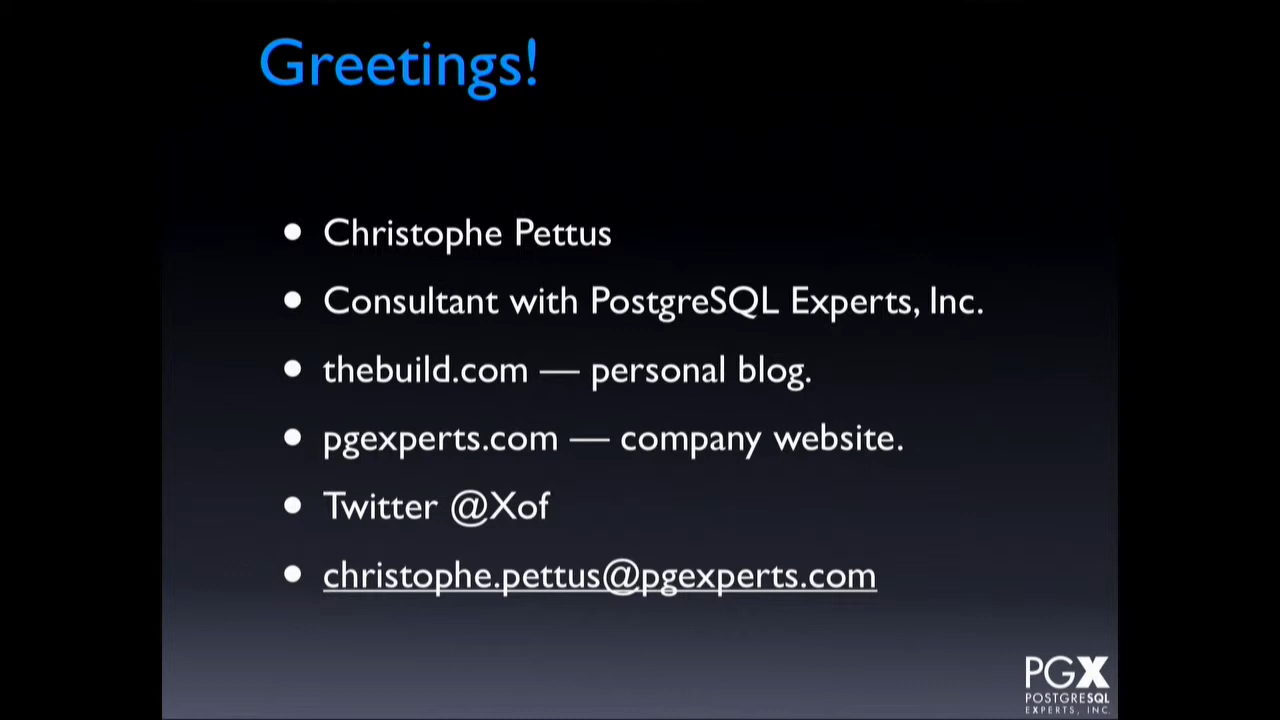 Greetings!
• Christophe Pettus
• Consultant with PostgreSQL Experts, Inc.
• thebuild.com — personal blog.
• pgexperts.com — company website.
• Twitter @Xof
• christophe.pettus@pgexperts.com
PGX
POSTGRESQL
EXPERTS, INC.